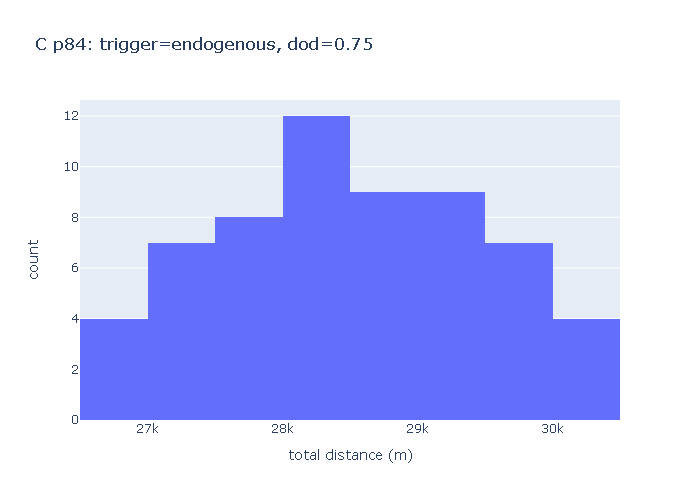 C p84: trigger=endogenous, dod=0.75
12
10
8
6
4
2
0
count
27k 28k 29k 30k
total distance (m)